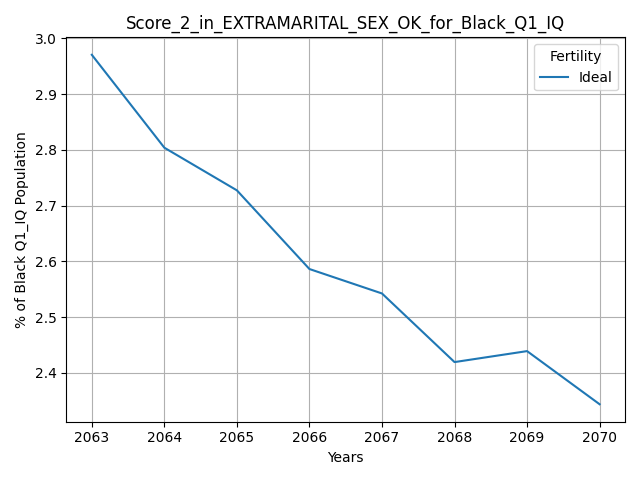 Score_2_in_EXTRAMARITAL_SEX_OK_for_Black_Q1_IQ
Fertility
Ideal
% of Black Q1_IQ Population
3.0
2.9
2.8
2.7
2.6
2.5
2.4
2063 2064 2065 2066 2067 2068 2069 2070
Years